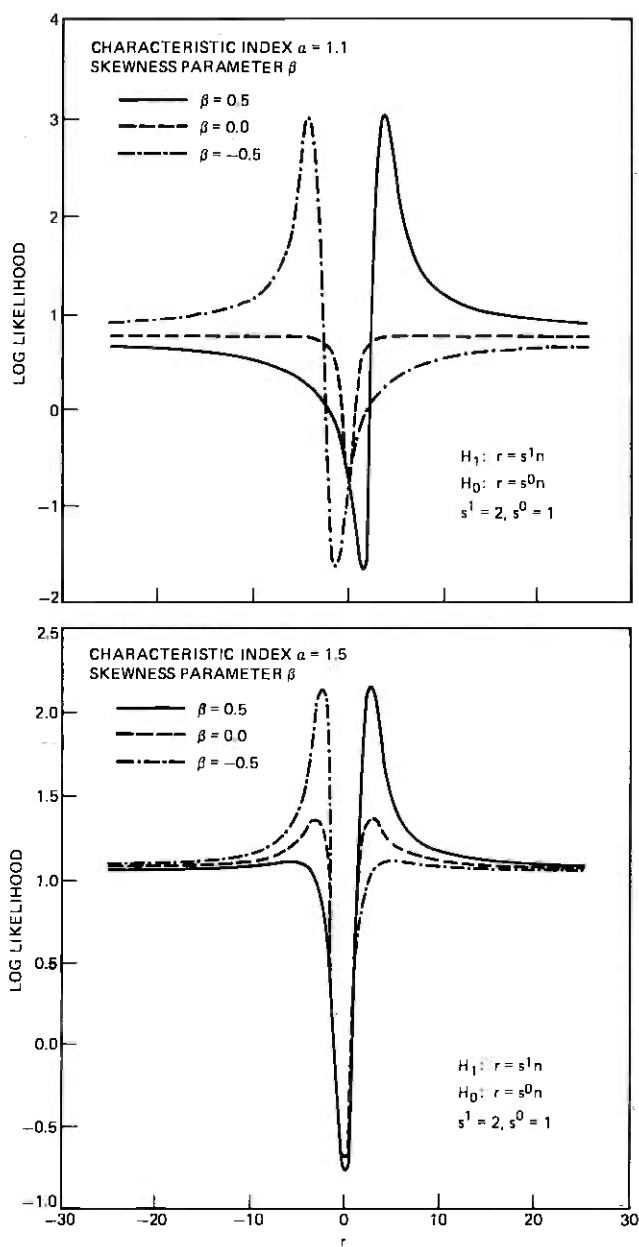 CHARACTERISTIC INDEX α = 1.1
SKEWNESS PARAMETER β
β = 0.5
β = 0.0
β = −0.5
4
3
2
1
0
−1
−2
LOG LIKELIHOOD
H1: r = s¹n
H0: r = s⁰n
s¹ = 2, s⁰ = 1
CHARACTERISTIC INDEX α = 1.5
SKEWNESS PARAMETER β
β = 0.5
β = 0.0
β = −0.5
2.5
2.0
1.5
1.0
0.5
0.0
−0.5
−1.0
LOG LIKELIHOOD
H1: r = s¹n
H0: r = s⁰n
s¹ = 2, s⁰ = 1
−30 −20 −10 0 10 20 30
r